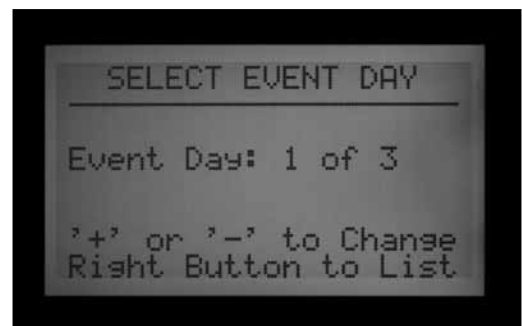 SELECT EVENT DAY
Event Day: 1 of 3
'+' or '-' to Change
Right Button to List